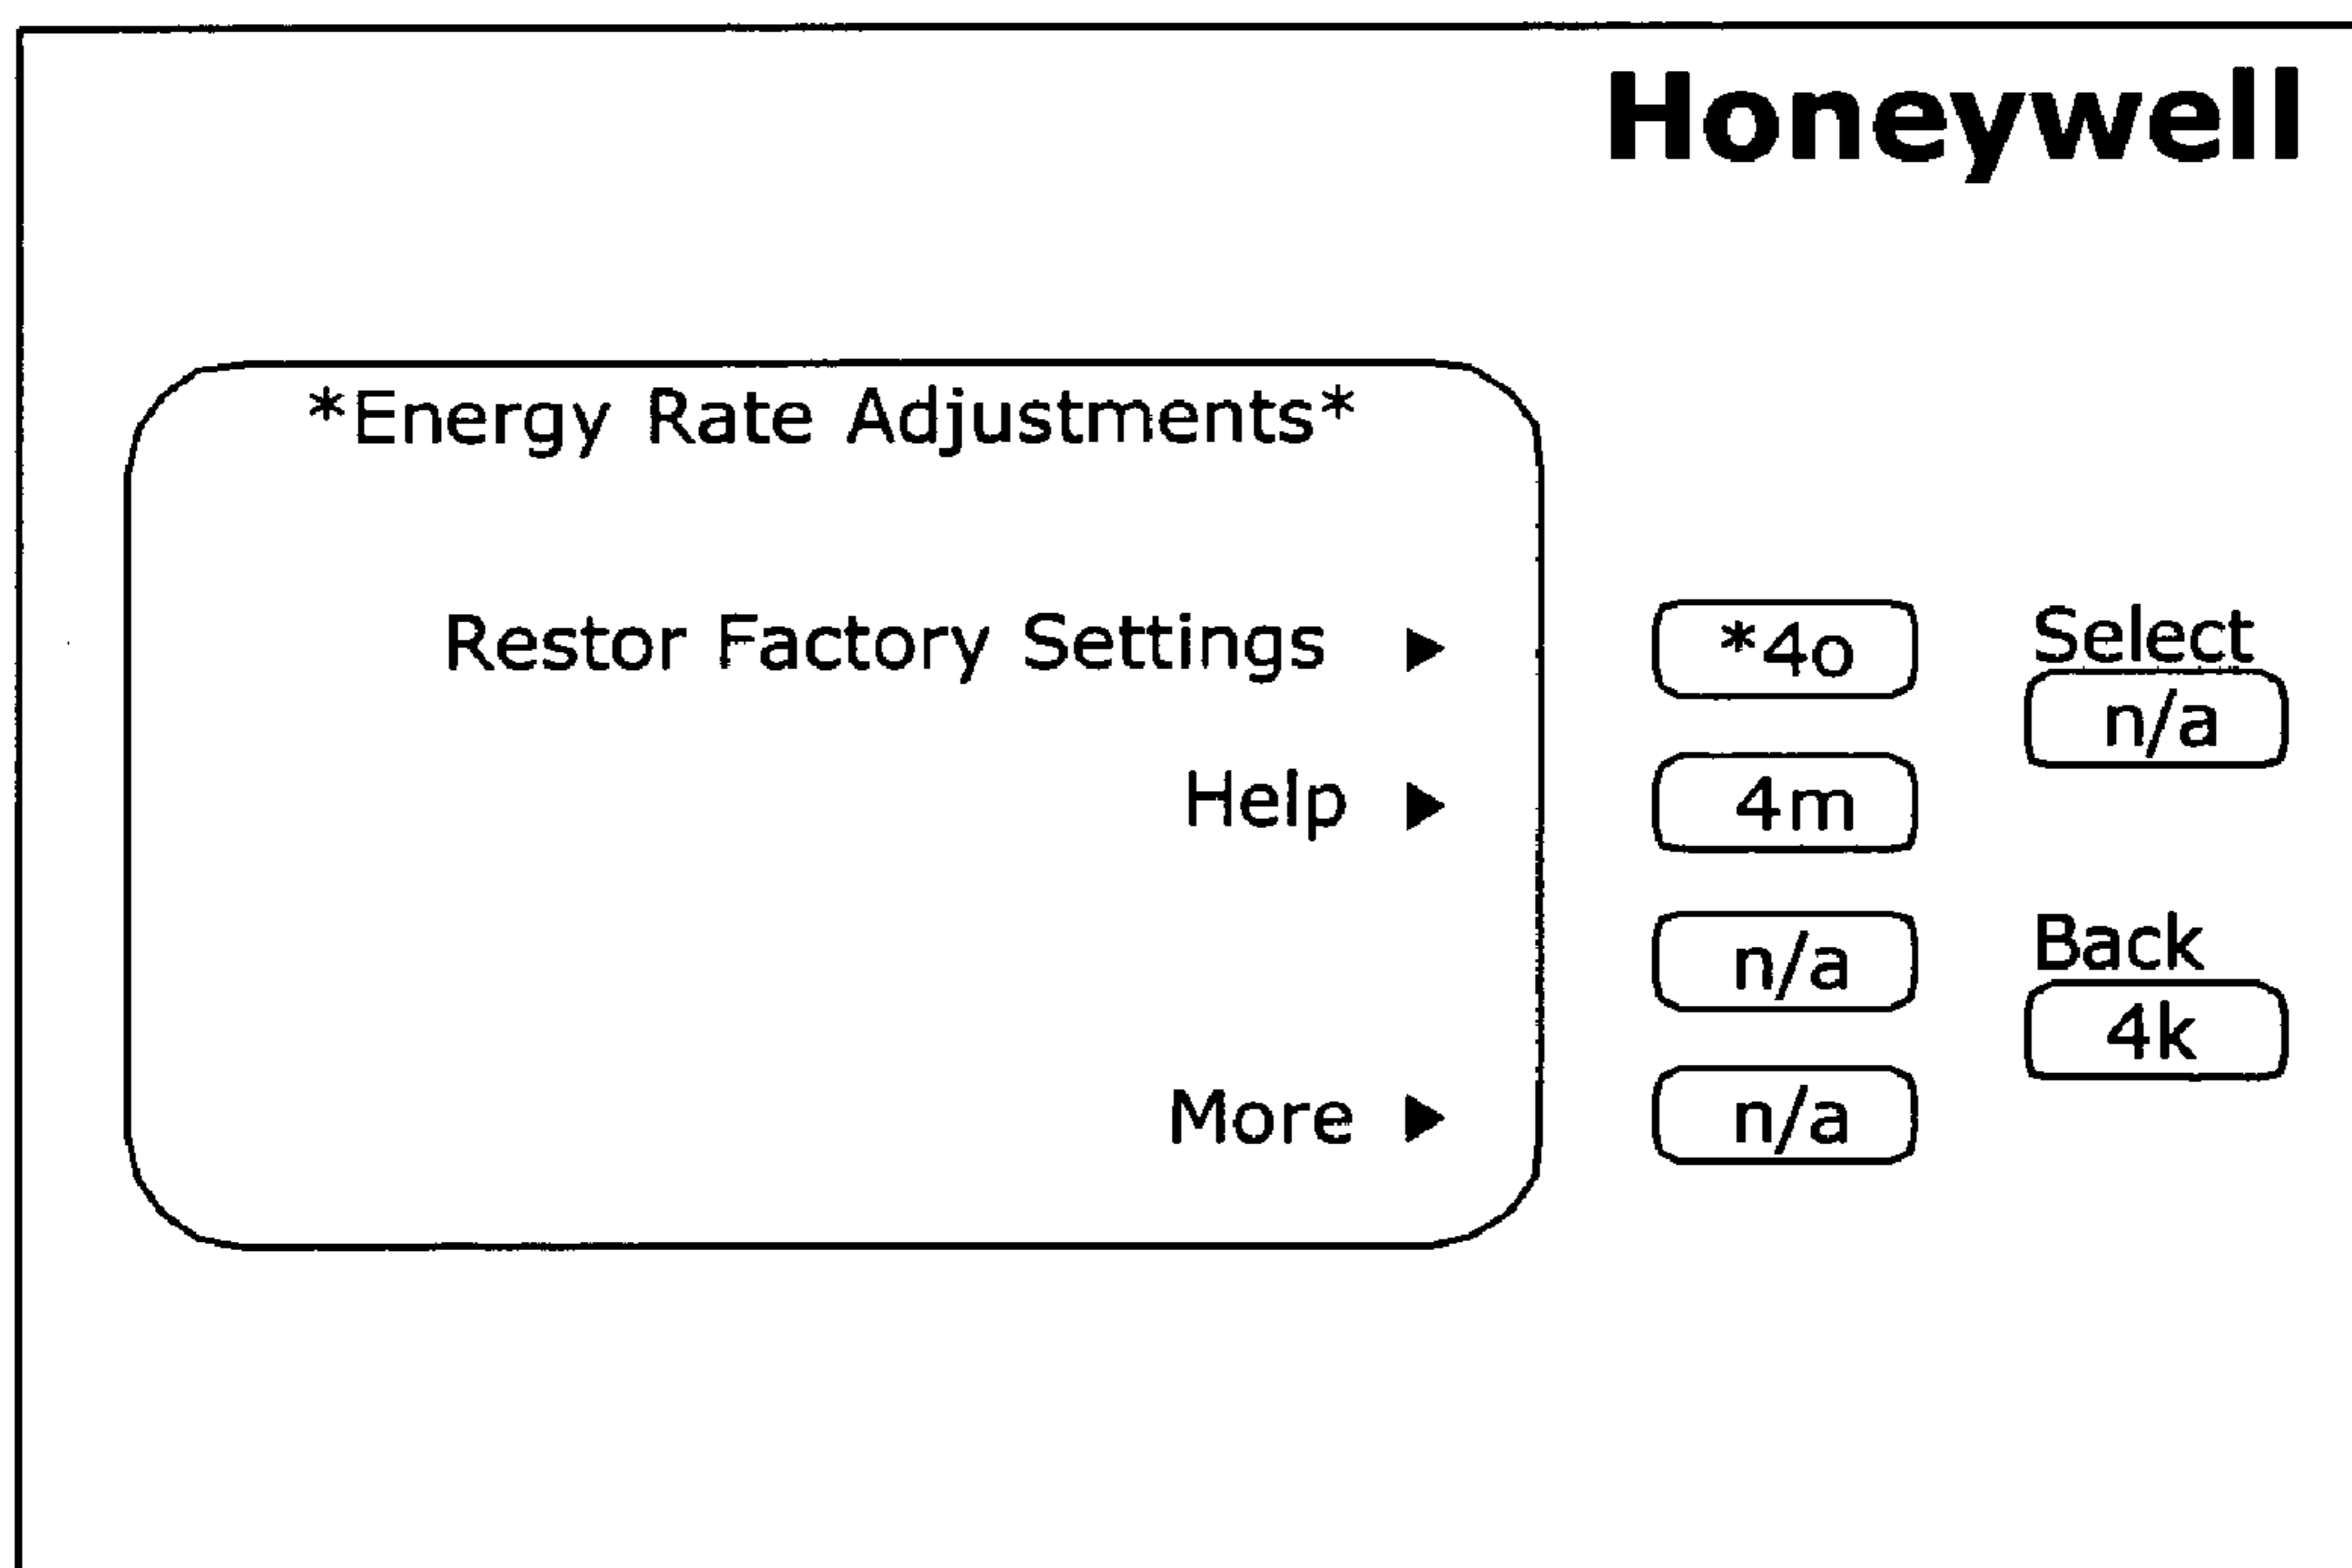 Honeywell
*Energy Rate Adjustments*
Restor Factory Settings ▶ *4o Select
n/a
Help ▶ 4m
n/a Back
4k
More ▶ n/a